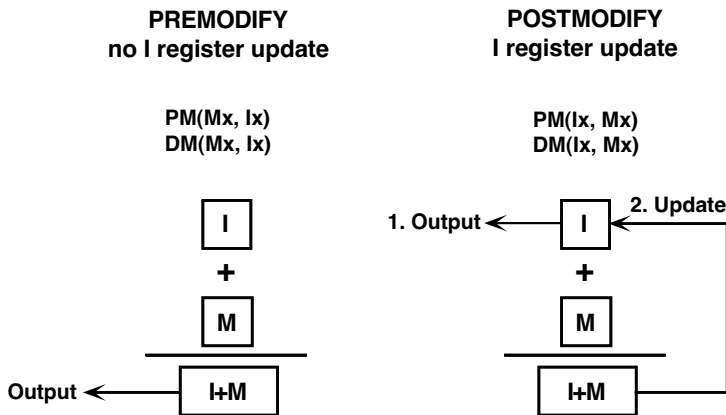 PREMODIFY
no I register update
PM(Mx, Ix)
DM(Mx, Ix)
I
+
M
I+M
Output
POSTMODIFY
I register update
PM(Ix, Mx)
DM(Ix, Mx)
1. Output
I
2. Update
+
M
I+M